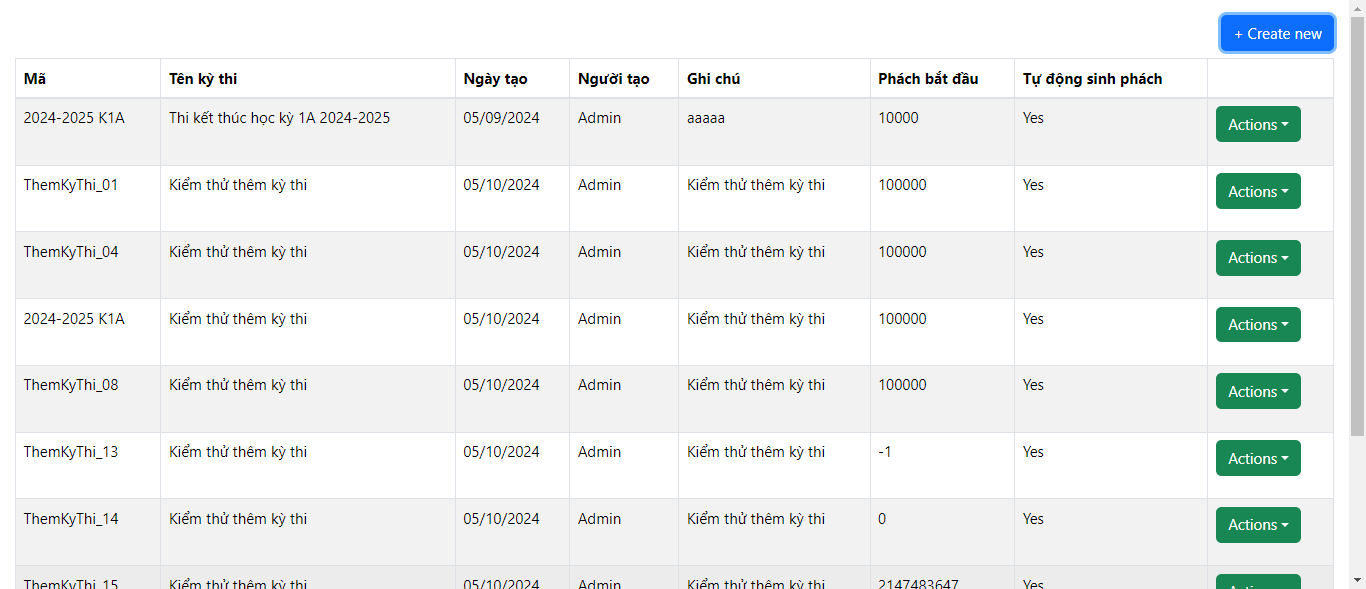 + Create new
Mã Tên kỳ thi Ngày tạo Người tạo Ghi chú Phách bắt đầu Tự động sinh phách
2024-2025 K1A Thi kết thúc học kỳ 1A 2024-2025 05/09/2024 Admin aaaaa 10000 Yes Actions
ThemKyThi_01 Kiểm thử thêm kỳ thi 05/10/2024 Admin Kiểm thử thêm kỳ thi 100000 Yes Actions
ThemKyThi_04 Kiểm thử thêm kỳ thi 05/10/2024 Admin Kiểm thử thêm kỳ thi 100000 Yes Actions
2024-2025 K1A Kiểm thử thêm kỳ thi 05/10/2024 Admin Kiểm thử thêm kỳ thi 100000 Yes Actions
ThemKyThi_08 Kiểm thử thêm kỳ thi 05/10/2024 Admin Kiểm thử thêm kỳ thi 100000 Yes Actions
ThemKyThi_13 Kiểm thử thêm kỳ thi 05/10/2024 Admin Kiểm thử thêm kỳ thi -1 Yes Actions
ThemKyThi_14 Kiểm thử thêm kỳ thi 05/10/2024 Admin Kiểm thử thêm kỳ thi 0 Yes Actions
ThemKyThi_15 Kiểm thử thêm kỳ thi 05/10/2024 Admin Kiểm thử thêm kỳ thi 2147483647 Yes